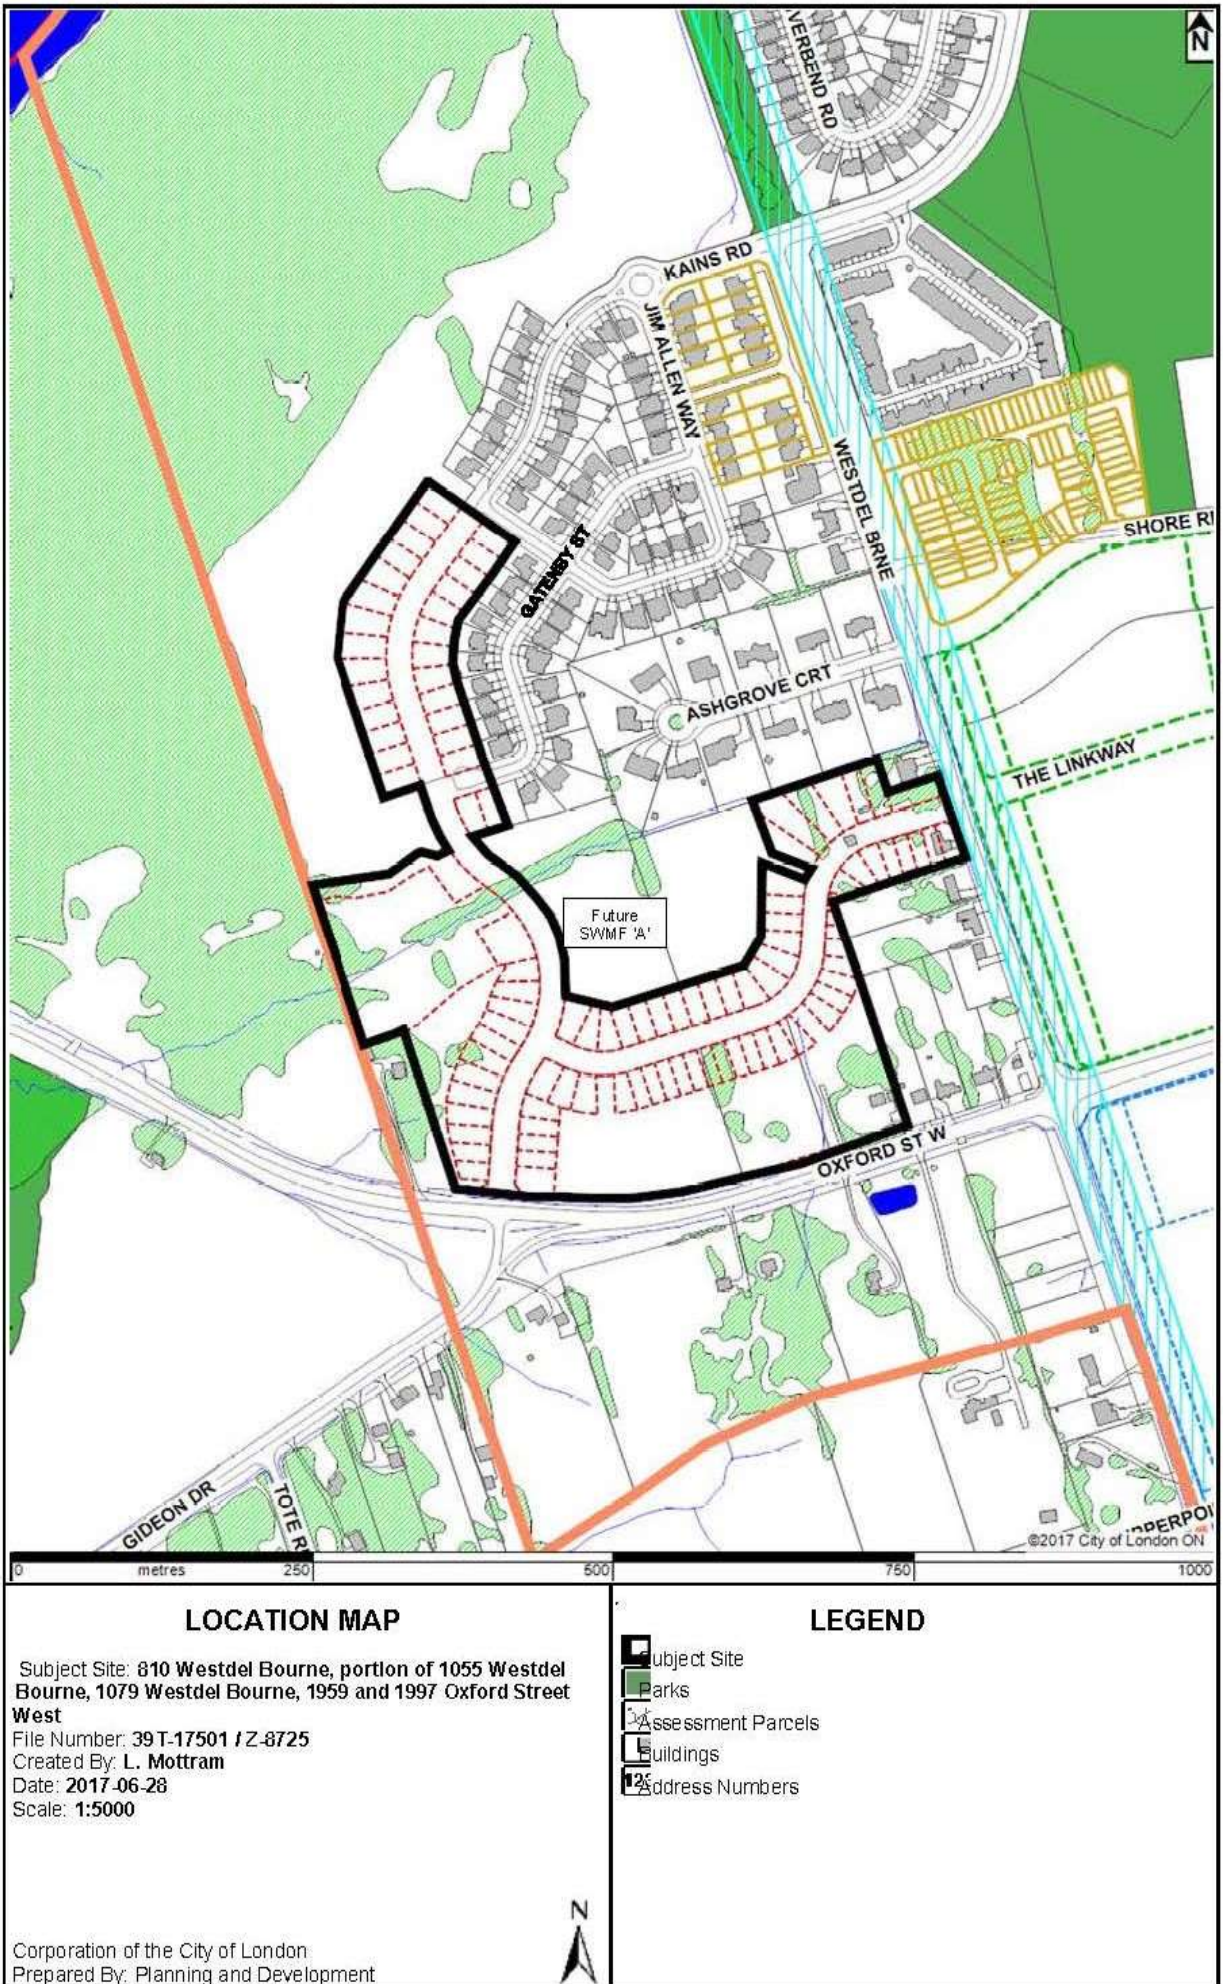 N
VERBEND RD
KAINS RD
JIM ALLEN WAY
WESTDEL BRNE
GATENBY ST
SHORE R
ASHGROVE CRT
THE LINKWAY
Future
SWMF 'A'
OXFORD ST W
GIDEON DR
TOTE R
PPERPOI
©2017 City of London ON
0 metres 250 500 750 1000
LOCATION MAP
Subject Site: 810 Westdel Bourne, portion of 1055 Westdel
Bourne, 1079 Westdel Bourne, 1959 and 1997 Oxford Street
West
File Number: 39T-17501 / Z-8725
Created By: L. Mottram
Date: 2017-06-28
Scale: 1:5000
N
Corporation of the City of London
Prepared By: Planning and Development
LEGEND
Subject Site
Parks
Assessment Parcels
Buildings
Address Numbers